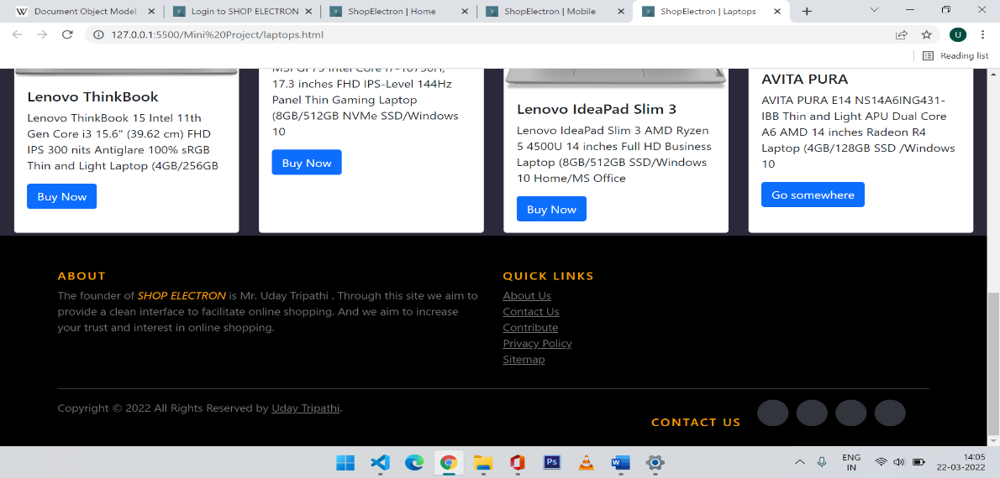 Document Object Model
Login to SHOP ELECTRON
ShopElectron | Home
ShopElectron | Mobile
ShopElectron | Laptops
127.0.0.1:5500/Mini%20Project/laptops.html
U
Reading list
Lenovo ThinkBook
Lenovo ThinkBook 15 Intel 11th
Gen Core i3 15.6" (39.62 cm) FHD
IPS 300 nits Antiglare 100% sRGB
Thin and Light Laptop (4GB/256GB
Buy Now
MSI GF75 Intel Core i7-10750H,
17.3 inches FHD IPS-Level 144Hz
Panel Thin Gaming Laptop
(8GB/512GB NVMe SSD/Windows
10
Buy Now
Lenovo IdeaPad Slim 3
Lenovo IdeaPad Slim 3 AMD Ryzen
5 4500U 14 inches Full HD Business
Laptop (8GB/512GB SSD/Windows
10 Home/MS Office
Buy Now
AVITA PURA
AVITA PURA E14 NS14A6ING431-
IBB Thin and Light APU Dual Core
A6 AMD 14 inches Radeon R4
Laptop (4GB/128GB SSD /Windows
10
Go somewhere
ABOUT
The founder of SHOP ELECTRON is Mr. Uday Tripathi . Through this site we aim to
provide a clean interface to facilitate online shopping. And we aim to increase
your trust and interest in online shopping.
QUICK LINKS
About Us
Contact Us
Contribute
Privacy Policy
Sitemap
Copyright © 2022 All Rights Reserved by Uday Tripathi.
CONTACT US
Ps
ENG
IN
14:05
22-03-2022